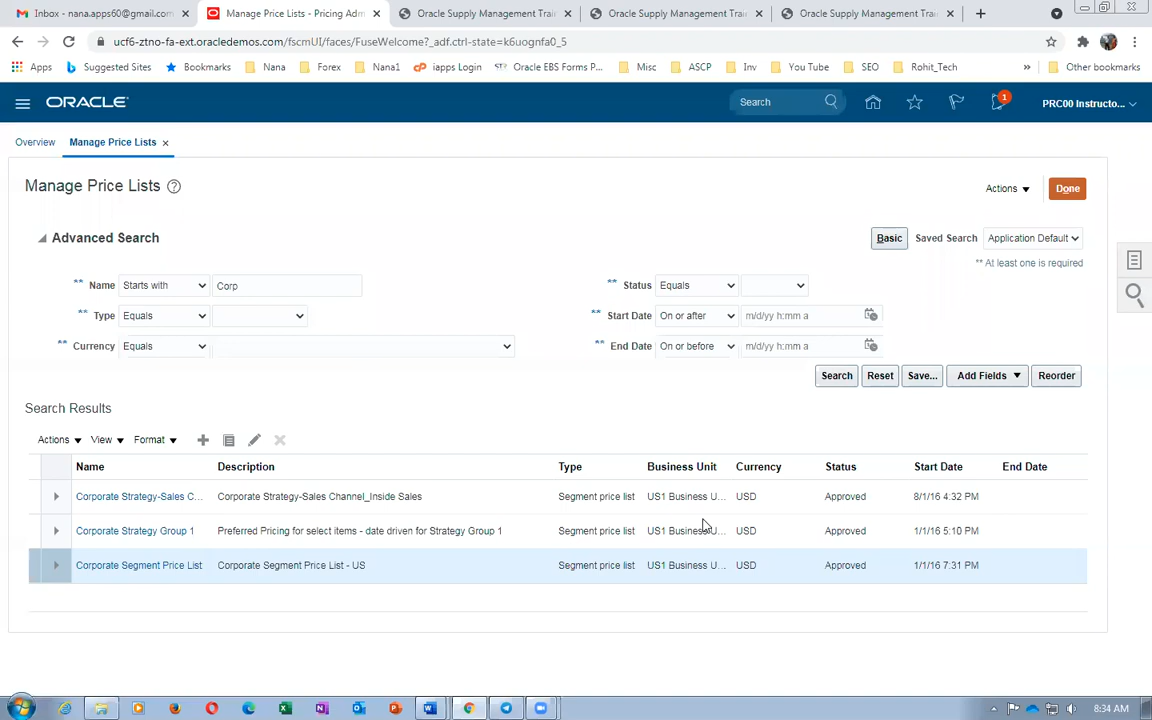 Inbox - nana.apps60@gmail.com
Manage Price Lists - Pricing Adm
Oracle Supply Management Trai
Oracle Supply Management Trai
Oracle Supply Management Trai
ucf6-ztno-fa-ext.oracledemos.com/fscmUI/faces/FuseWelcome?_adf.ctrl-state=k6uognfa0_5
Apps
Suggested Sites
Bookmarks
Nana
Forex
Nana1
iapps Login
Oracle EBS Forms P...
Misc
ASCP
Inv
You Tube
SEO
Rohit_Tech
»
Other bookmarks
ORACLE
Search
1
PRC00 Instructo...
Overview
Manage Price Lists
Manage Price Lists
Actions
Done
Advanced Search
Basic
Saved Search
Application Default
** At least one is required
** Name Starts with Corp
** Status Equals
** Type Equals
** Start Date On or after m/d/yy h:mm a
** Currency Equals
** End Date On or before m/d/yy h:mm a
Search
Reset
Save...
Add Fields
Reorder
Search Results
Actions
View
Format
Name Description Type Business Unit Currency Status Start Date End Date
Corporate Strategy-Sales C... Corporate Strategy-Sales Channel_Inside Sales Segment price list US1 Business U... USD Approved 8/1/16 4:32 PM
Corporate Strategy Group 1 Preferred Pricing for select items - date driven for Strategy Group 1 Segment price list US1 Business U... USD Approved 1/1/16 5:10 PM
Corporate Segment Price List Corporate Segment Price List - US Segment price list US1 Business U... USD Approved 1/1/16 7:31 PM
8:34 AM